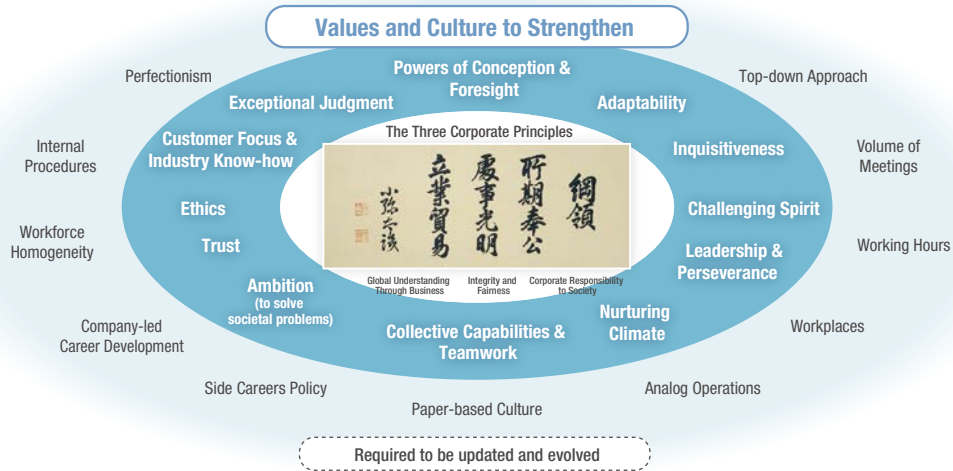 Values and Culture to Strengthen
Perfectionism
Powers of Conception &
Foresight
Top-down Approach
Exceptional Judgment
Adaptability
Internal
Procedures
Customer Focus &
Industry Know-how
The Three Corporate Principles
Inquisitiveness
Volume of
Meetings
綱領
所期奉公
處事光明
立業貿易
小弥太
Ethics
Challenging Spirit
Workforce
Homogeneity
Trust
Leadership &
Perseverance
Working Hours
Global Understanding
Through Business
Integrity and
Fairness
Corporate Responsibility
to Society
Ambition
(to solve
societal problems)
Nurturing
Climate
Company-led
Career Development
Collective Capabilities &
Teamwork
Workplaces
Side Careers Policy
Analog Operations
Paper-based Culture
Required to be updated and evolved